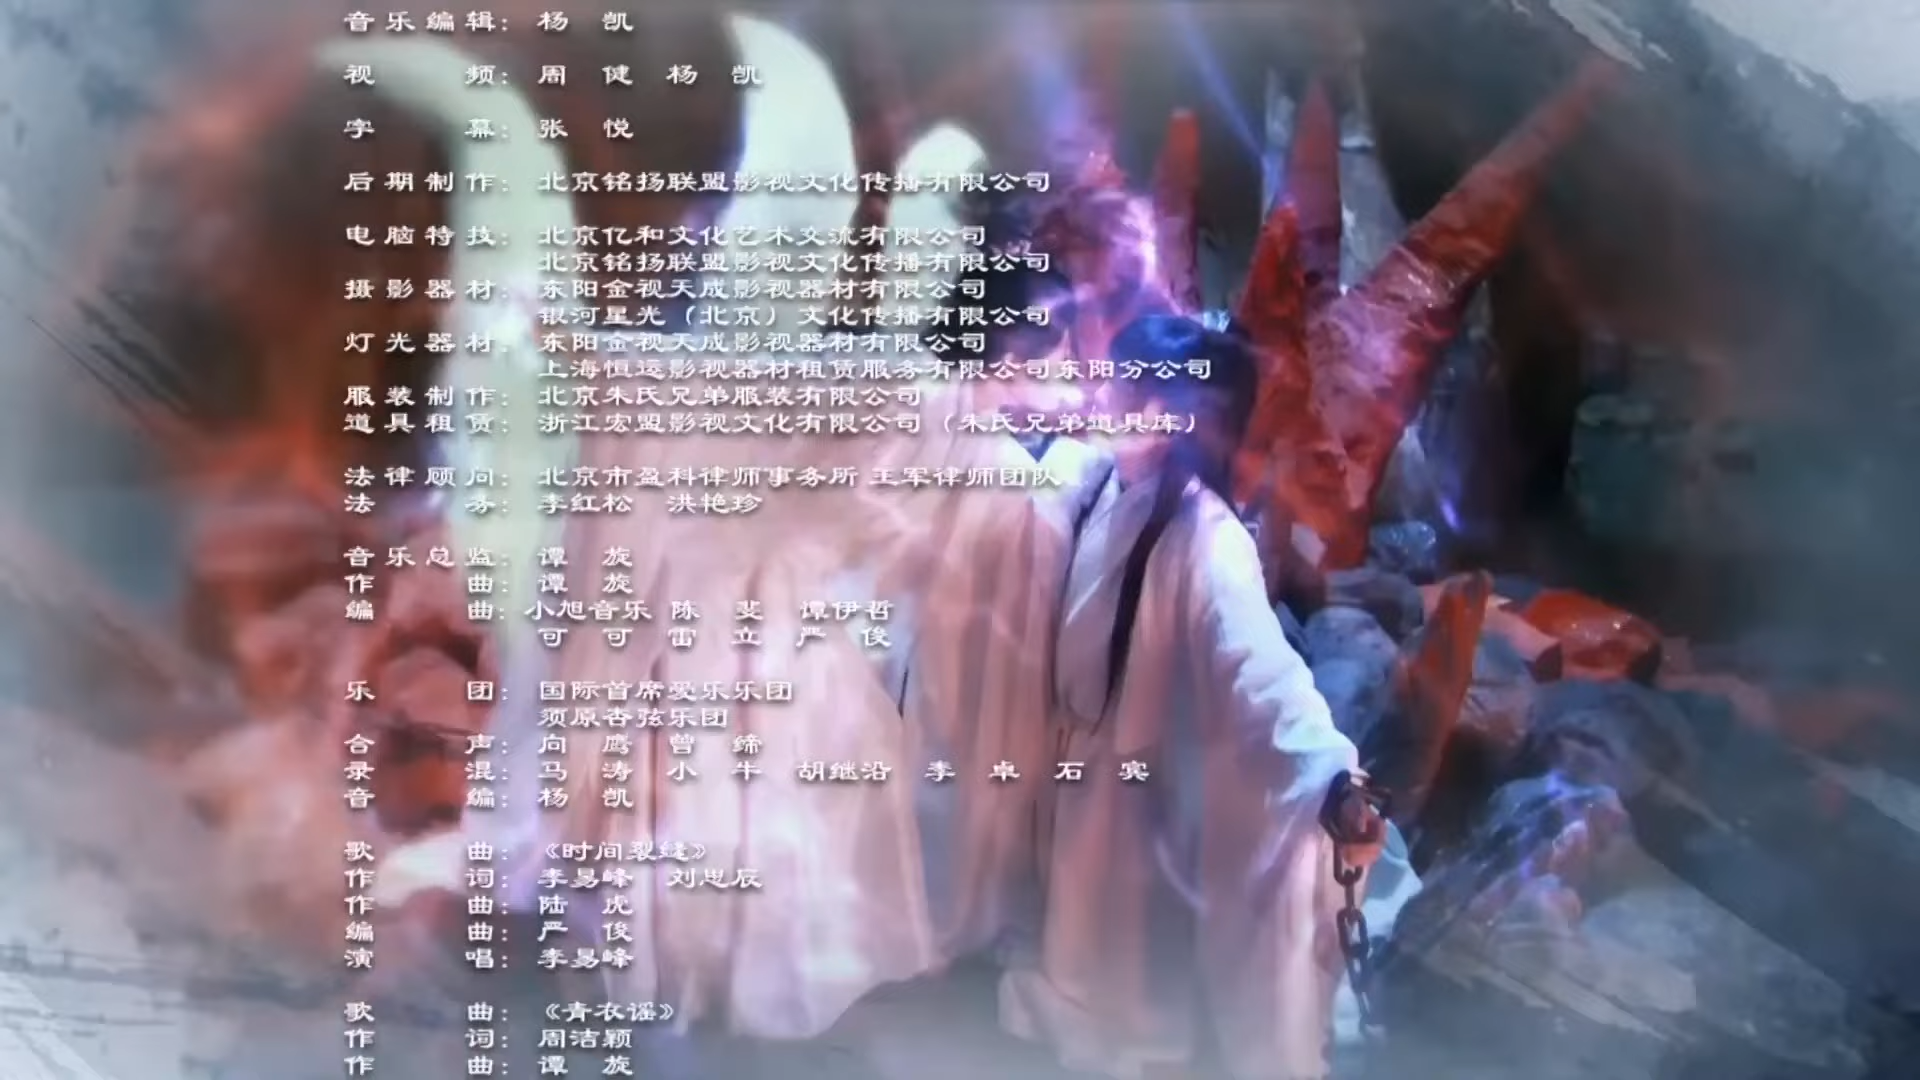 音乐编辑：杨 凯
视 频：周 健 杨 凯
字 幕：张 悦
后期制作：北京铭扬联盟影视文化传播有限公司
电脑特技：北京亿和文化艺术交流有限公司
北京铭扬联盟影视文化传播有限公司
摄影器材：东阳金视天成影视器材有限公司
银河星光（北京）文化传播有限公司
灯光器材：东阳金视天成影视器材有限公司
上海恒运影视器材租赁服务有限公司东阳分公司
服装制作：北京朱氏兄弟服装有限公司
道具租赁：浙江宏盟影视文化有限公司（朱氏兄弟道具库）
法律顾问：北京市盈科律师事务所 王军律师团队
法 务：李红松 洪艳珍
音乐总监：谭 旋
作 曲：谭 旋
编 曲：小旭音乐 陈 斐 谭伊哲
可 可 雷 立 严 俊
乐 团：国际首席爱乐乐团
须原杏弦乐团
合 声：向 鹰 曾 缔
录 混：马 涛 小 牛 胡继沿 李 卓 石 宾
音 编：杨 凯
歌 曲：《时间裂缝》
作 词：李易峰 刘思辰
作 曲：陆 虎
编 曲：严 俊
演 唱：李易峰
歌 曲：《青衣谣》
作 词：周洁颖
作 曲：谭 旋